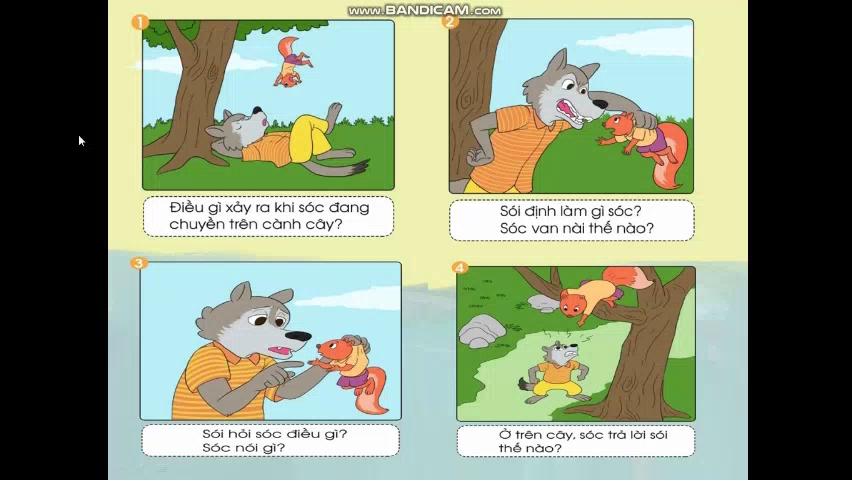 www.BANDICAM.com
1
2
Điều gì xảy ra khi sóc đang
chuyền trên cành cây?
Sói định làm gì sóc?
Sóc van nài thế nào?
3
4
Sói hỏi sóc điều gì?
Sóc nói gì?
Ở trên cây, sóc trả lời sói
thế nào?